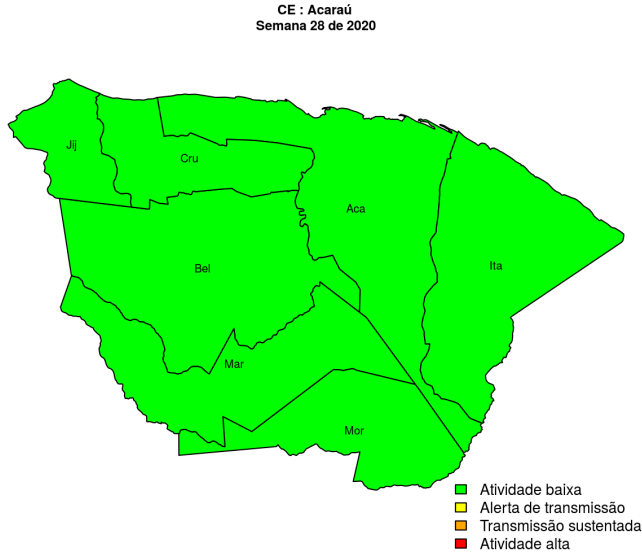 CE : Acaraú
Semana 28 de 2020
Jij
Cru
Aca
Bel
Ita
Mar
Mor
Atividade baixa
Alerta de transmissão
Transmissão sustentada
Atividade alta